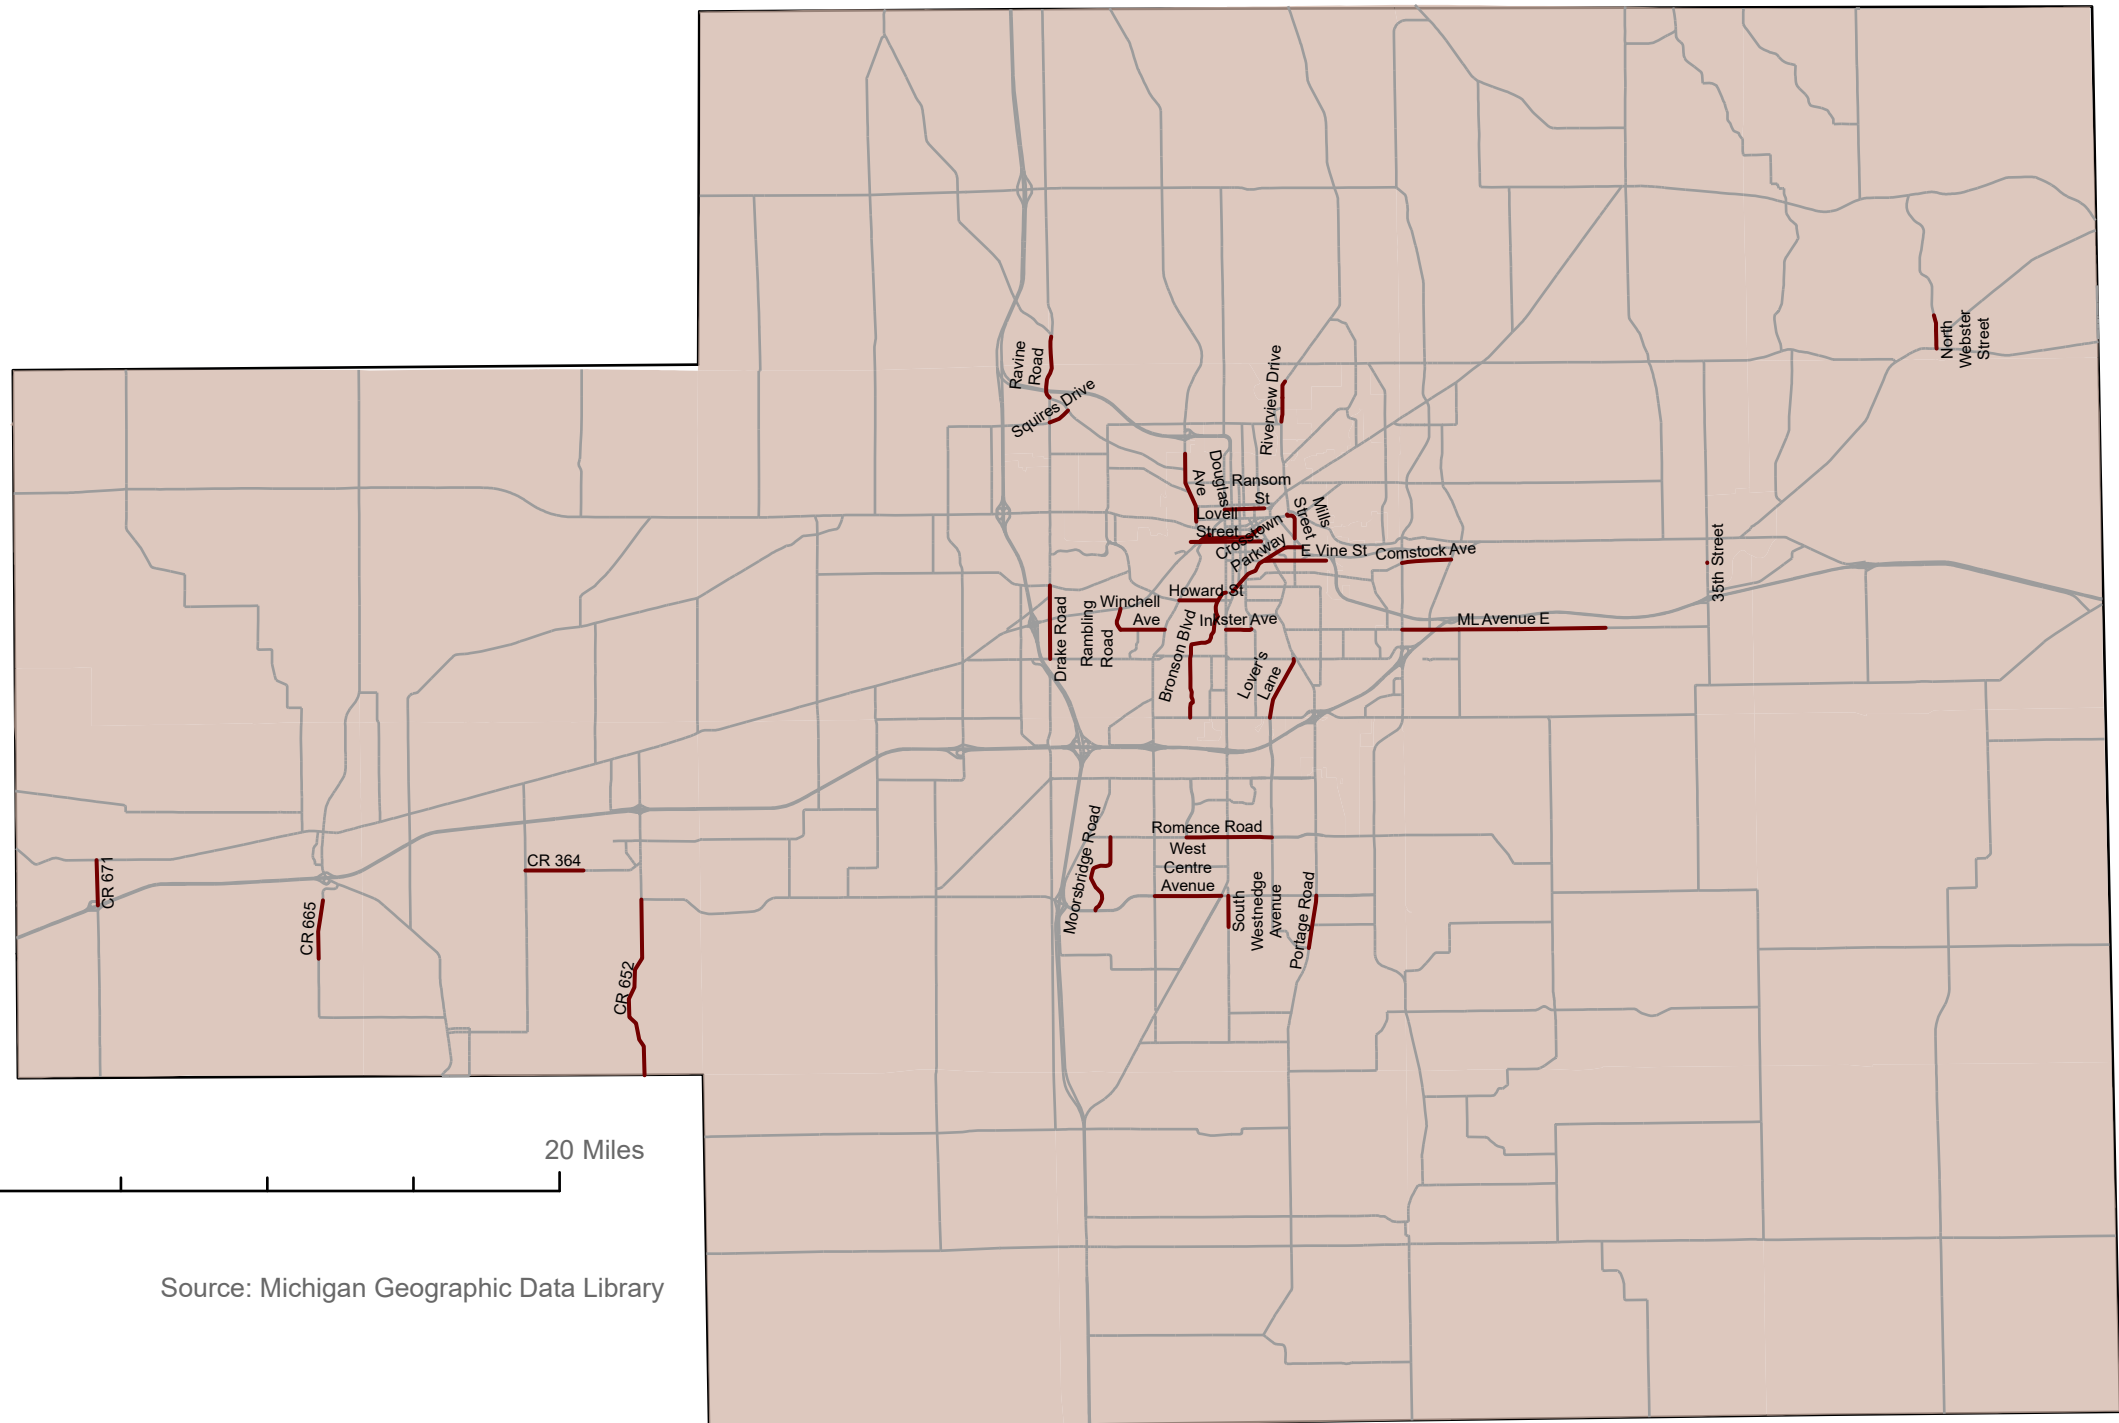 North
Webster
Street
Ravine
Road
Squires Drive
Riverview Drive
Douglas
Ave
Ransom
St
Mills
Street
Lovell
Street
Crosstown
Parkway
E Vine St
Comstock Ave
35th Street
Howard St
Winchell
Ave
Inkster Ave
ML Avenue E
Drake Road
Rambling
Road
Bronson Blvd
Lover's
Lane
Moorsbridge Road
Romence Road
West
Centre
Avenue
South
Westnedge
Avenue
Portage Road
CR 671
CR 665
CR 364
CR 652
20 Miles
Source: Michigan Geographic Data Library